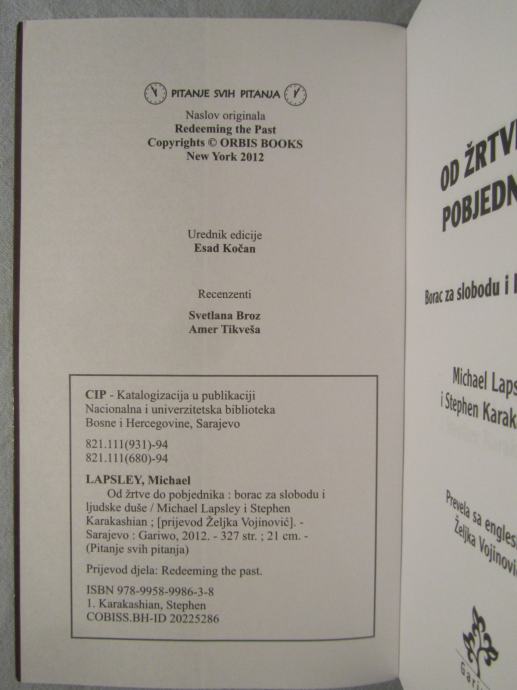 PITANJE SVIH PITANJA
Naslov originala
Redeeming the Past
Copyrights © ORBIS BOOKS
New York 2012
Urednik edicije
Esad Kočan
Recenzenti
Svetlana Broz
Amer Tikveša
CIP - Katalogizacija u publikaciji
Nacionalna i univerzitetska biblioteka
Bosne i Hercegovine, Sarajevo
821.111(931)-94
821.111(680)-94
LAPSLEY, Michael
Od žrtve do pobjednika : borac za slobodu i
ljudske duše / Michael Lapsley i Stephen
Karakashian ; [prijevod Željka Vojinović]. -
Sarajevo : Gariwo, 2012. - 327 str. ; 21 cm. -
(Pitanje svih pitanja)
Prijevod djela: Redeeming the past.
ISBN 978-9958-9986-3-8
1. Karakashian, Stephen
COBISS.BH-ID 20225286
OD ŽRTV
POBJEDN
Borac za slobodu i
Michael Laps
i Stephen Karak
Prevela sa engles
Željka Vojinovi
Gari